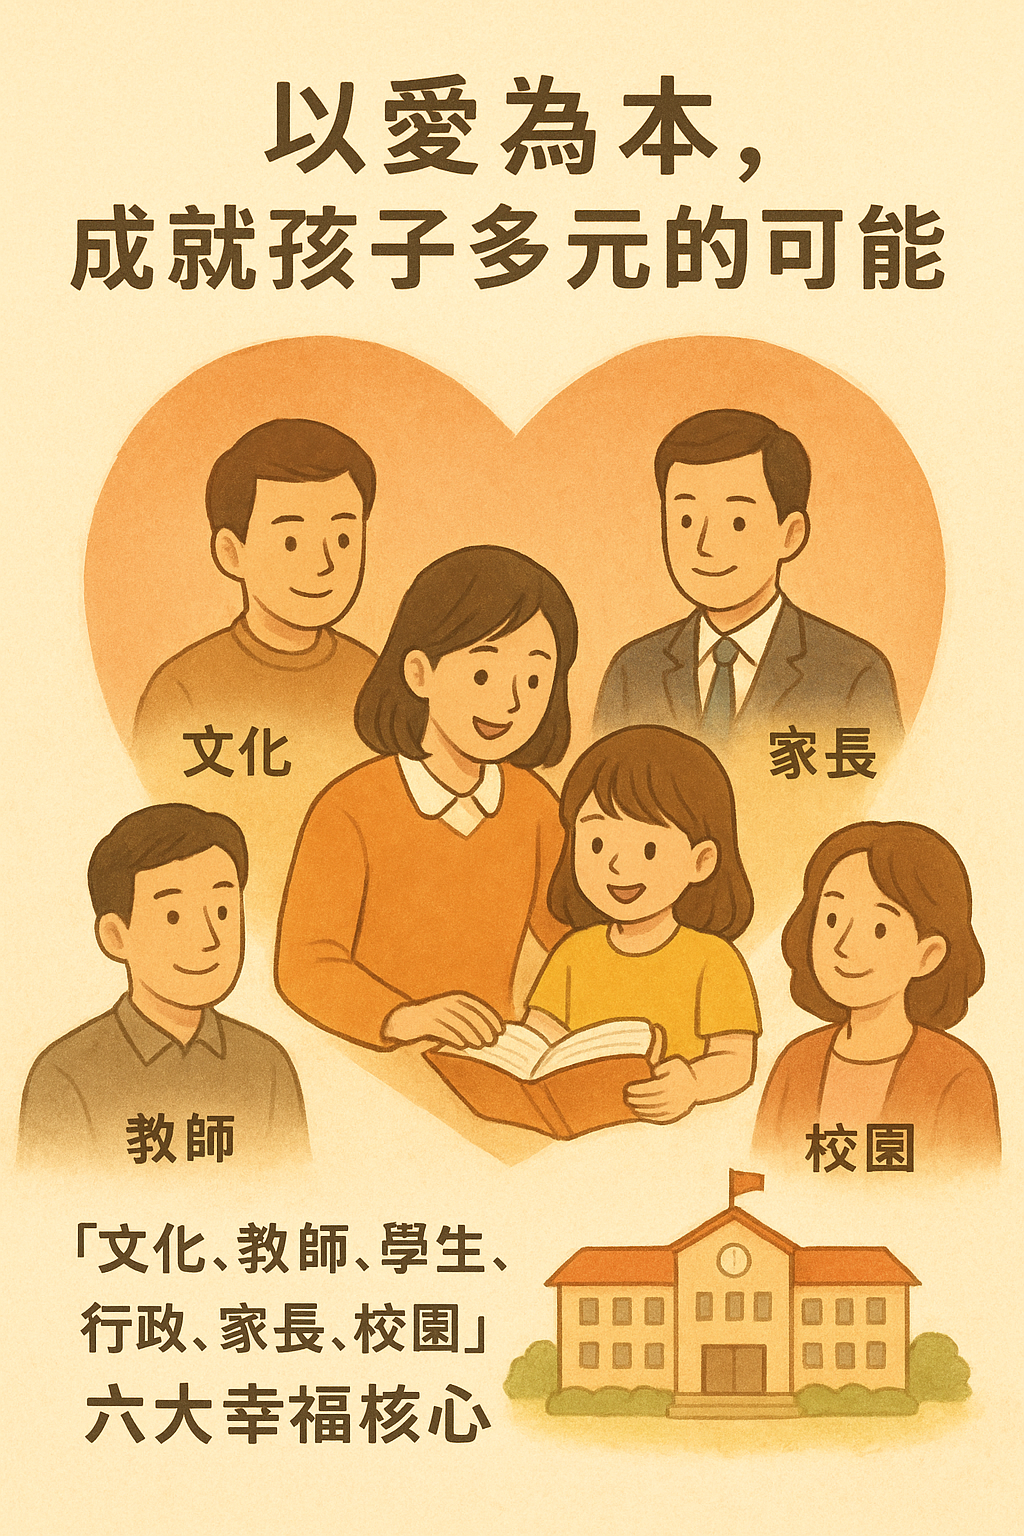 以愛為本,
成就孩子多元的可能
文化
家長
教師
校園
「文化、教師、學生、
行政、家長、校園」
六大幸福核心